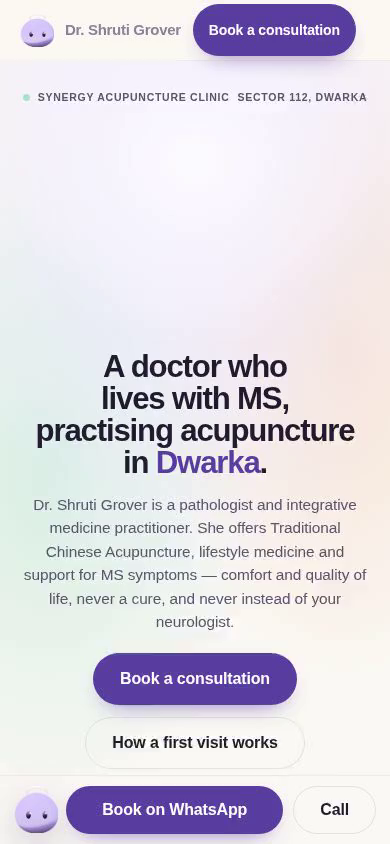 Dr. Shruti Grover
Book a consultation
SYNERGY ACUPUNCTURE CLINIC SECTOR 112, DWARKA
A doctor who
lives with MS,
practising acupuncture
in Dwarka.
Dr. Shruti Grover is a pathologist and integrative
medicine practitioner. She offers Traditional
Chinese Acupuncture, lifestyle medicine and
support for MS symptoms — comfort and quality of
life, never a cure, and never instead of your
neurologist.
Book a consultation
How a first visit works
Book on WhatsApp
Call